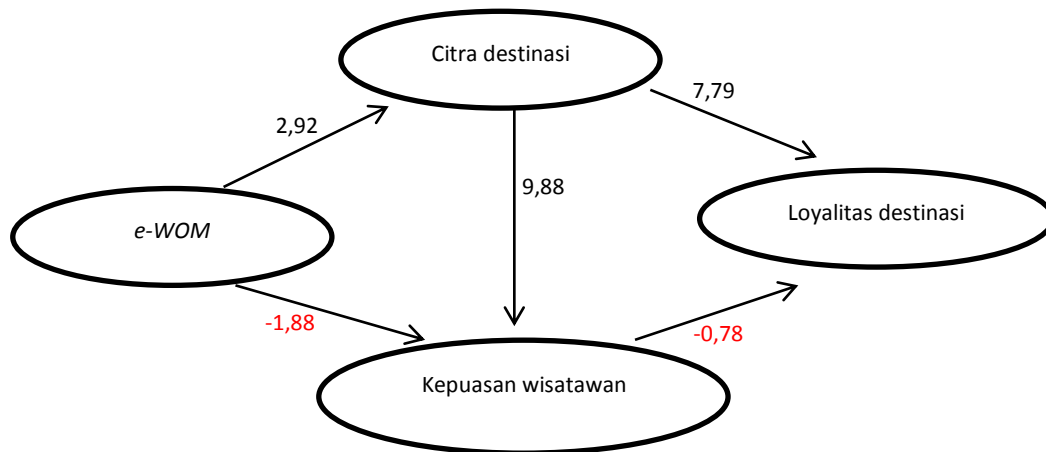 Citra destinasi
7,79
2,92
9,88
Loyalitas destinasi
e-WOM
-1,88
-0,78
Kepuasan wisatawan